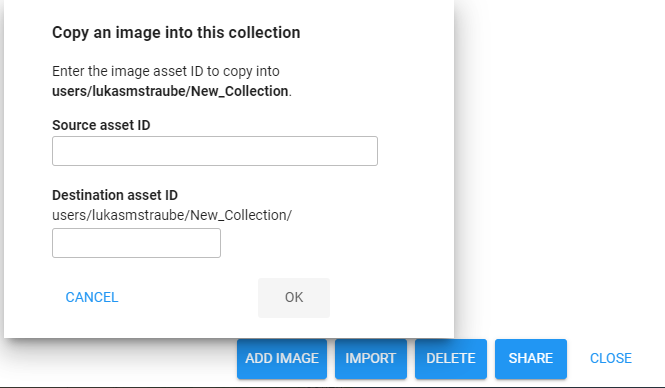 Copy an image into this collection
Enter the image asset ID to copy into
users/lukasmstraube/New_Collection.
Source asset ID
Destination asset ID
users/lukasmstraube/New_Collection/
CANCEL
OK
ADD IMAGE
IMPORT
DELETE
SHARE
CLOSE